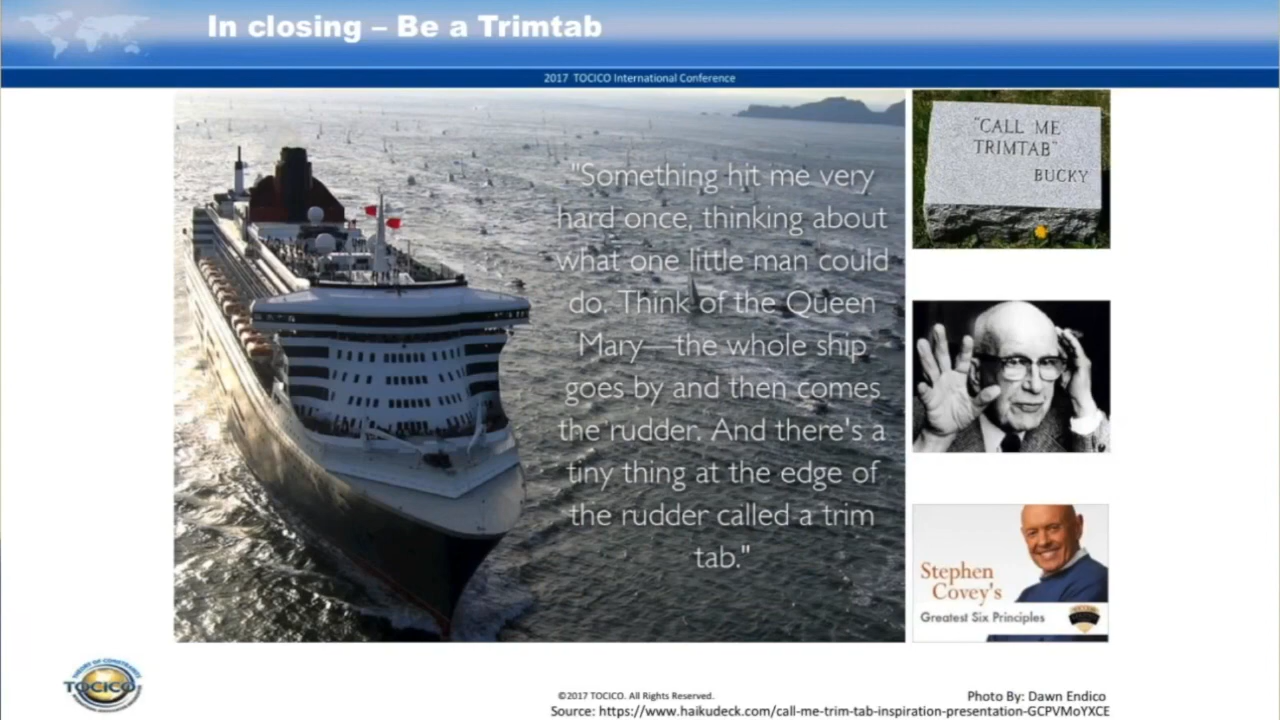 In closing – Be a Trimtab
2017 TOCICO International Conference
"Something hit me very
hard once, thinking about
what one little man could
do. Think of the Queen
Mary—the whole ship
goes by and then comes
the rudder. And there's a
tiny thing at the edge of
the rudder called a trim
tab."
"CALL ME
TRIMTAB"
BUCKY
Stephen
Covey's
Greatest Six Principles
THEORY OF CONSTRAINTS
TOCICO
©2017 TOCICO. All Rights Reserved.
Photo By: Dawn Endico
Source: https://www.haikudeck.com/call-me-trim-tab-inspiration-presentation-GCPVMoYXCE